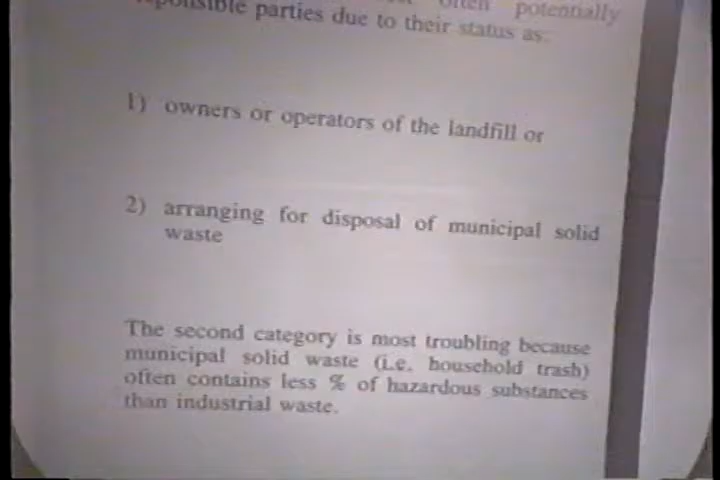 often potentially
responsible parties due to their status as:
1) owners or operators of the landfill or
2) arranging for disposal of municipal solid
waste
The second category is most troubling because
municipal solid waste (i.e. household trash)
often contains less % of hazardous substances
than industrial waste.